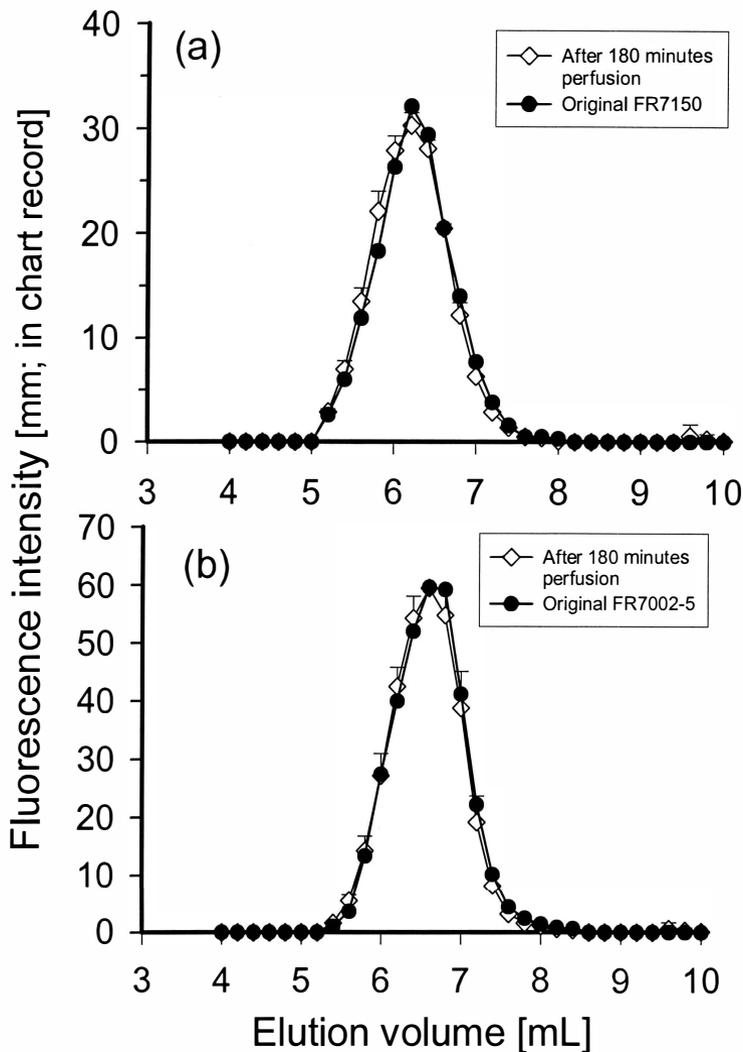 Fluorescence intensity [mm; in chart record]
(a)
After 180 minutes
perfusion
Original FR7150
40
30
20
10
0
3 4 5 6 7 8 9 10
(b)
After 180 minutes
perfusion
Original FR7002-5
70
60
50
40
30
20
10
0
3 4 5 6 7 8 9 10
Elution volume [mL]